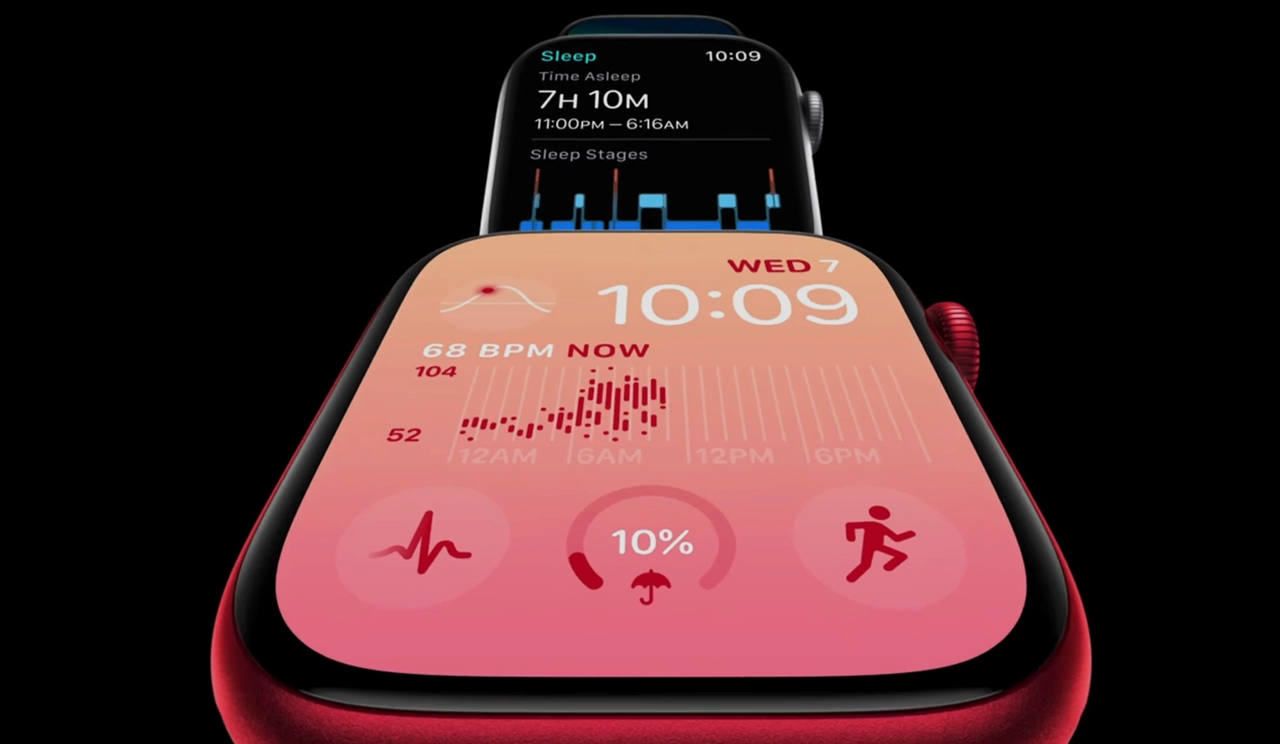 Sleep 10:09
Time Asleep
7H 10M
11:00PM – 6:16AM
Sleep Stages
WED 7
10:09
68 BPM NOW
104
52
12AM 6AM 12PM 6PM
10%